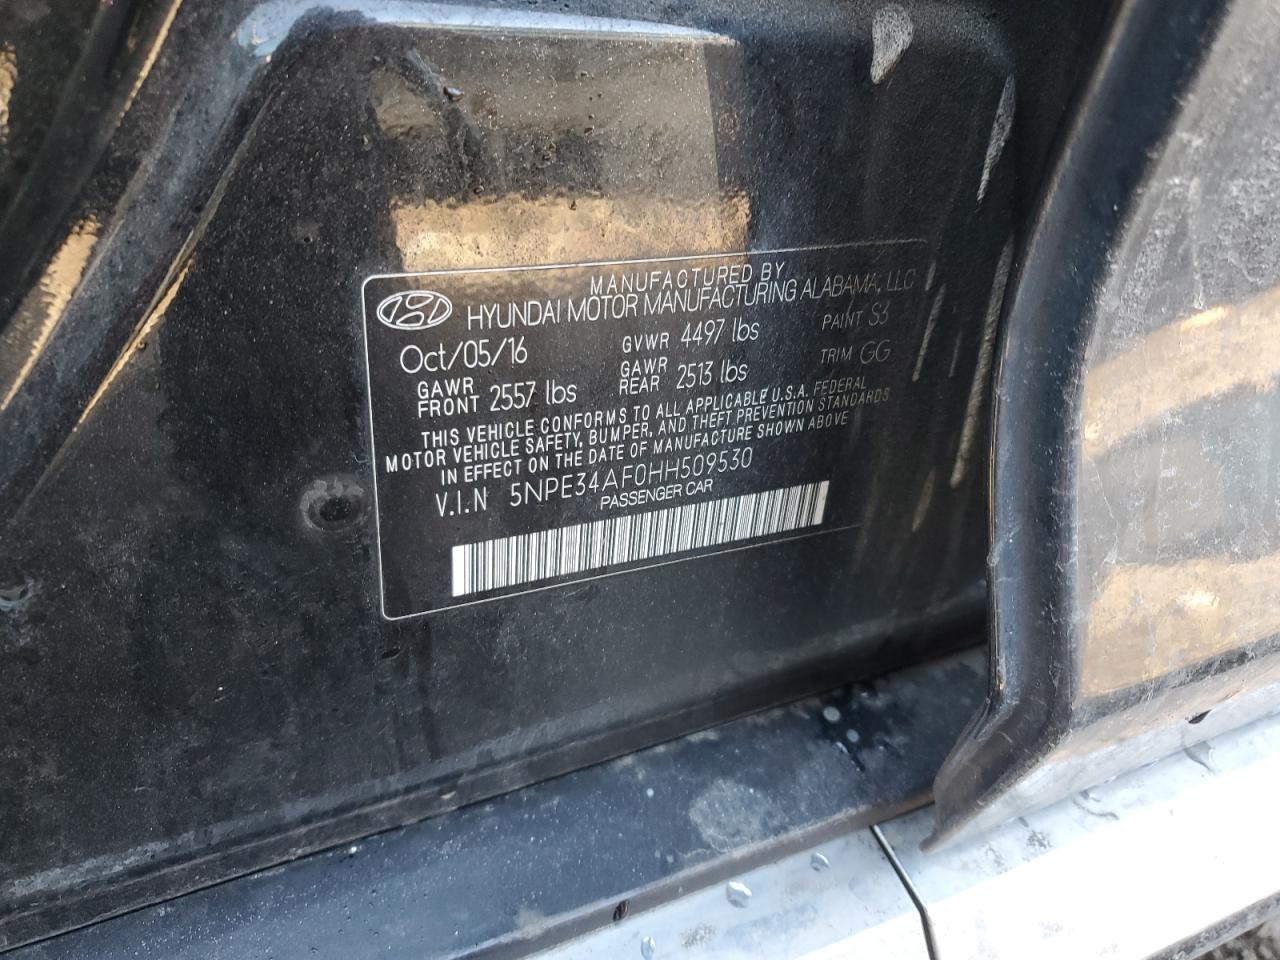 MANUFACTURED BY
HYUNDAI MOTOR MANUFACTURING ALABAMA, LLC
Oct/05/16 GVWR 4497 lbs PAINT S3
GAWR FRONT 2557 lbs GAWR REAR 2513 lbs TRIM GG
THIS VEHICLE CONFORMS TO ALL APPLICABLE U.S.A. FEDERAL
MOTOR VEHICLE SAFETY, BUMPER, AND THEFT PREVENTION STANDARDS
IN EFFECT ON THE DATE OF MANUFACTURE SHOWN ABOVE
V.I.N 5NPE34AF0HH509530
PASSENGER CAR